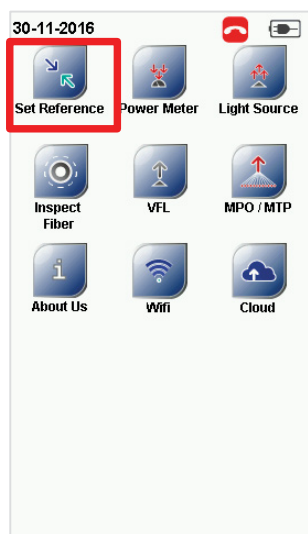 30-11-2016
Set Reference Power Meter Light Source
Inspect Fiber VFL MPO / MTP
i
About Us Wifi Cloud